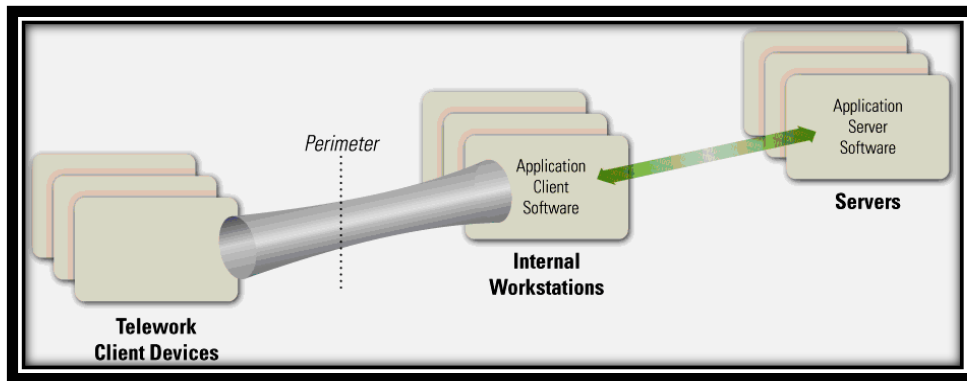 Perimeter
Application
Client
Software
Application
Server
Software
Servers
Internal
Workstations
Telework
Client Devices